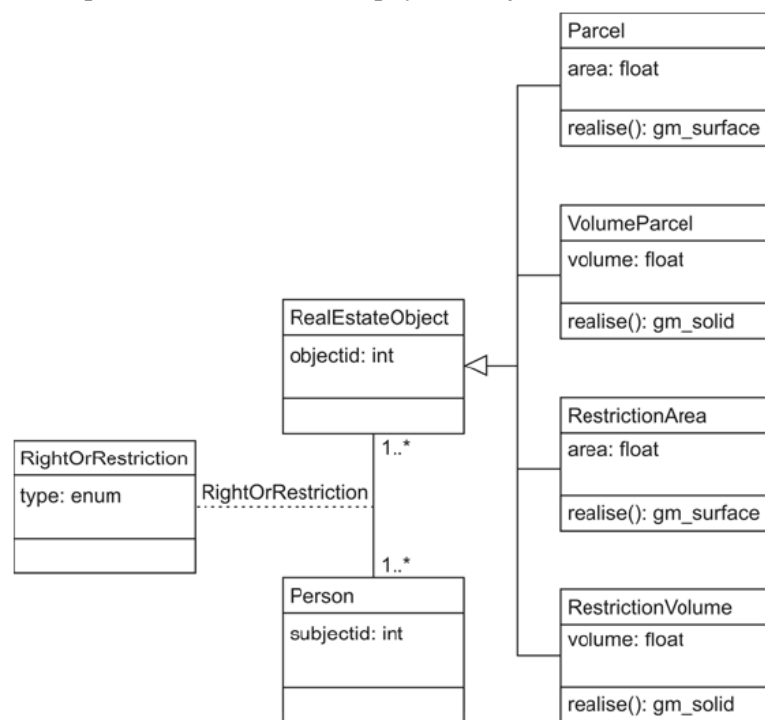 Parcel
area: float
realise(): gm_surface
VolumeParcel
volume: float
realise(): gm_solid
RealEstateObject
objectid: int
1..*
RightOrRestriction
type: enum
RightOrRestriction
1..*
Person
subjectid: int
RestrictionArea
area: float
realise(): gm_surface
RestrictionVolume
volume: float
realise(): gm_solid